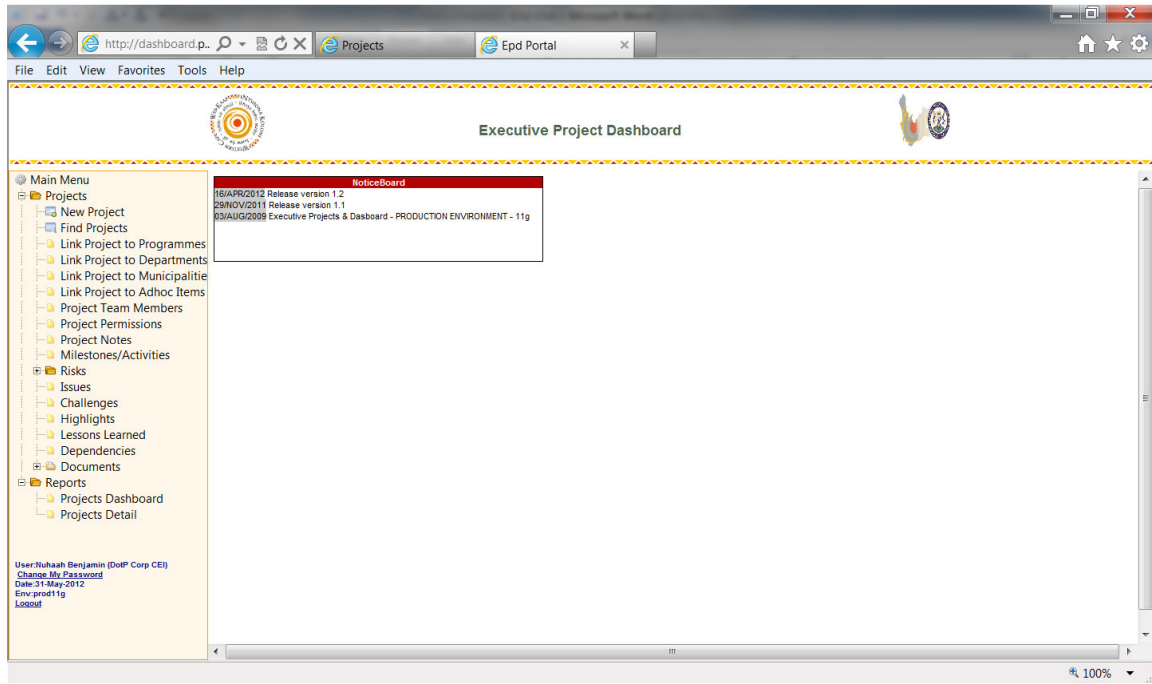 http://dashboard.p..
Projects
Epd Portal
File Edit View Favorites Tools Help
Executive Project Dashboard
Main Menu
Projects
New Project
Find Projects
Link Project to Programmes
Link Project to Departments
Link Project to Municipalitie
Link Project to Adhoc Items
Project Team Members
Project Permissions
Project Notes
Milestones/Activities
Risks
Issues
Challenges
Highlights
Lessons Learned
Dependencies
Documents
Reports
Projects Dashboard
Projects Detail
User:Nuhaah Benjamin (DotP Corp CEI)
Change My Password
Date:31-May-2012
Env:prod11g
Logout
NoticeBoard
16/APR/2012 Release version 1.2
29/NOV/2011 Release version 1.1
03/AUG/2009 Executive Projects & Dasboard - PRODUCTION ENVIRONMENT - 11g
100%